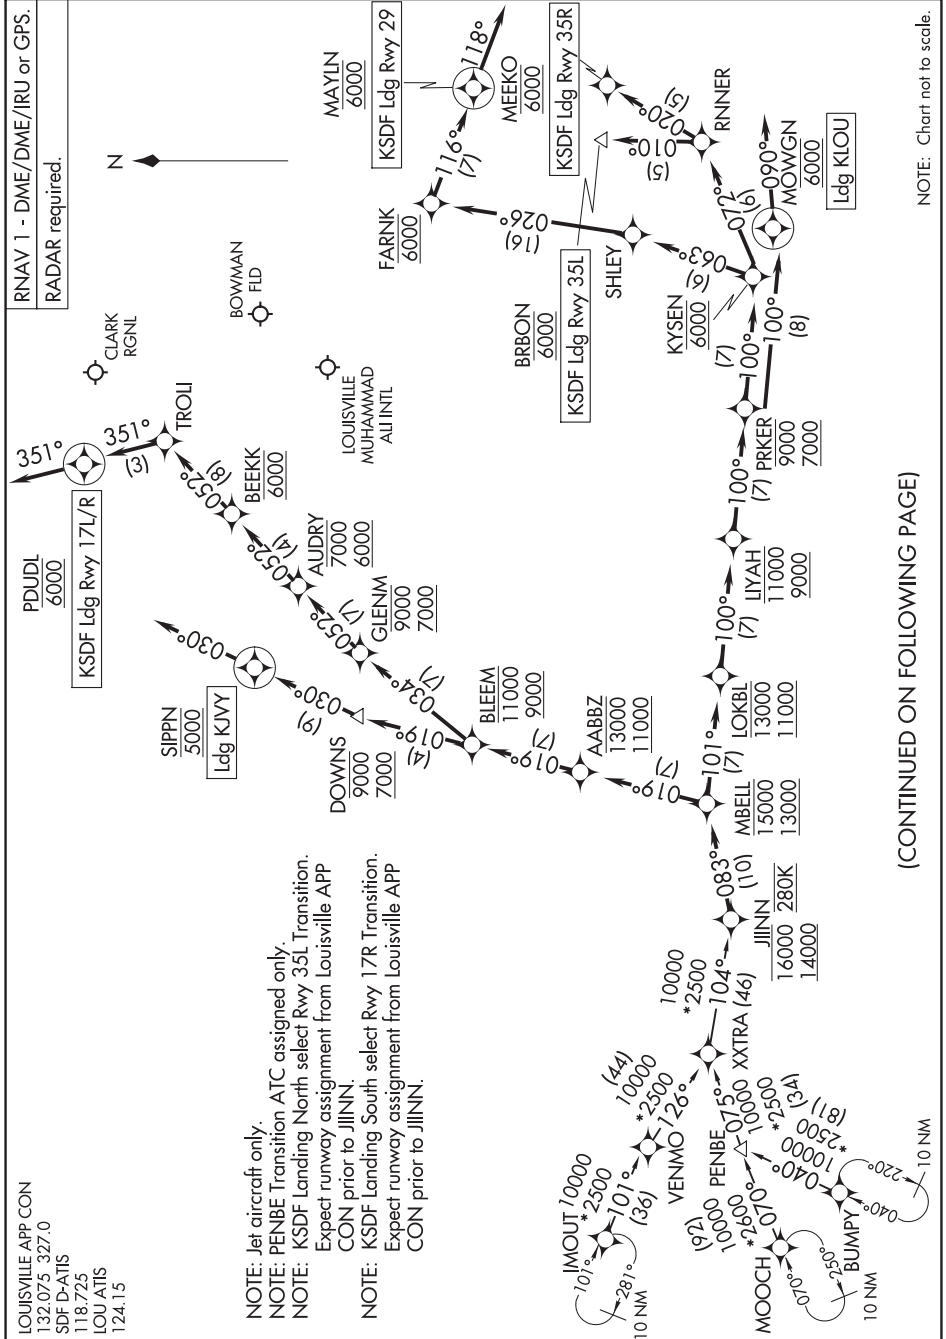 LOUISVILLE APP CON
132.075 327.0
SDF D-ATIS
118.725
LOU ATIS
124.15
RNAV 1 - DME/DME/IRU or GPS.
RADAR required.
NOTE: Jet aircraft only.
NOTE: PENBE Transition ATC assigned only.
NOTE: KSDF Landing North select Rwy 35L Transition.
Expect runway assignment from Louisville APP
CON prior to JIINN.
NOTE: KSDF Landing South select Rwy 17R Transition.
Expect runway assignment from Louisville APP
CON prior to JIINN.
PDUDL
6000
KSDF Ldg Rwy 17L/R
351°
351°
(3)
TROLI
CLARK
RGNL
BOWMAN
FLD
LOUISVILLE
MUHAMMAD
ALI INTL
N
052°
(8)
BEEKK
6000
052°
(4)
AUDRY
7000
6000
052°
(7)
GLENM
9000
7000
034°
(7)
SIPPN
5000
Ldg KJVY
030°
030°
(9)
DOWNS
9000
7000
019°
(4)
BLEEM
11000
9000
019°
(7)
AABBZ
13000
11000
019°
(7)
MAYLN
6000
KSDF Ldg Rwy 29
118°
MEEKO
6000
116°
(7)
FARNK
6000
026°
(16)
SHLEY
063°
(6)
KSDF Ldg Rwy 35R
020°
(5)
RNNER
010°
(5)
BRBON
6000
KSDF Ldg Rwy 35L
072°
(6)
KYSEN
6000
090°
MOWGN
6000
Ldg KLOU
100°
(7)
100°
(8)
PRKER
9000
7000
100°
(7)
LIYAH
11000
9000
100°
(7)
LOKBL
13000
11000
101°
(7)
MBELL
15000
13000
083°
(10)
JIINN
280K
16000
14000
10000
*2500
104°
(46)
XXTRA
(44)
10000
*2500
126°
VENMO
IMOUT
10000
*2500
101°
(36)
101°
281°
10 NM
075°
10000
*2500
(34)
PENBE
(92)
10000
*2600
070°
MOOCH
070°
250°
10 NM
(81)
10000
*2500
040°
BUMPY
040°
220°
10 NM
(CONTINUED ON FOLLOWING PAGE)
NOTE: Chart not to scale.